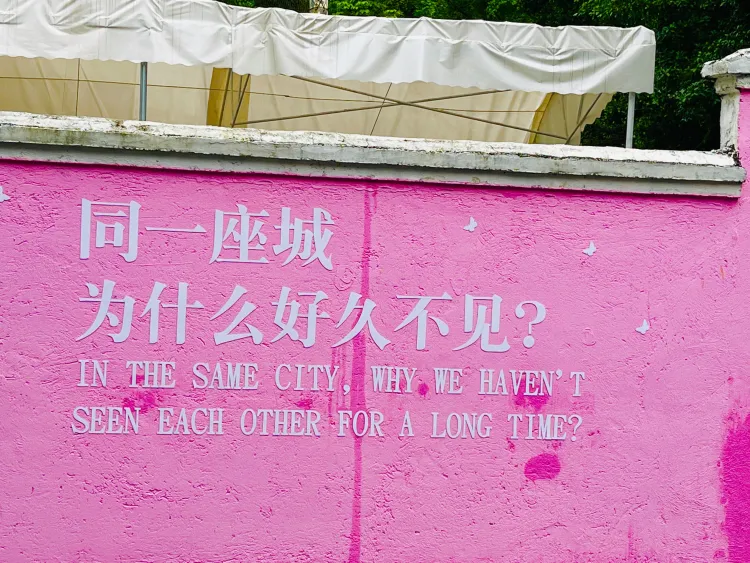 同一座城
为什么好久不见?
IN THE SAME CITY, WHY WE HAVEN'T
SEEN EACH OTHER FOR A LONG TIME?